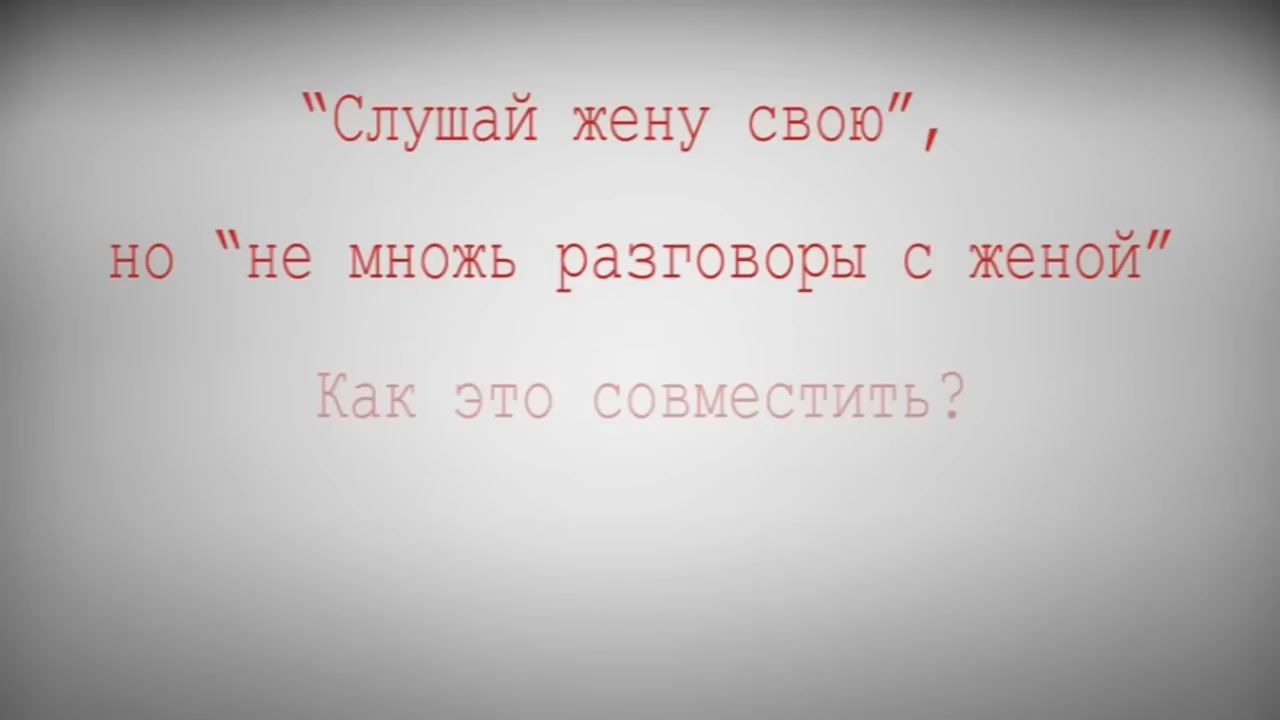 “Слушай жену свою”,
но “не множь разговоры с женой”
Как это совместить?